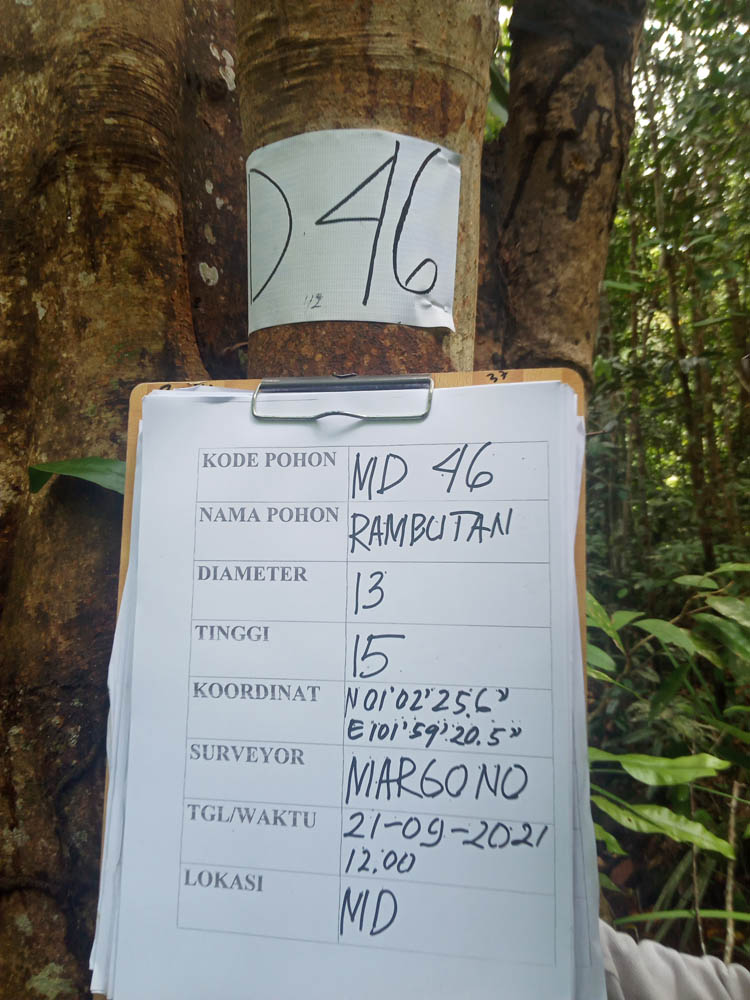 D 46
KODE POHON MD 46
NAMA POHON RAMBUTAN
DIAMETER 13
TINGGI 15
KOORDINAT N 01°02'25.6"
E 101°59'20.5"
SURVEYOR MARGONO
TGL/WAKTU 21-09-2021
12.00
LOKASI MD